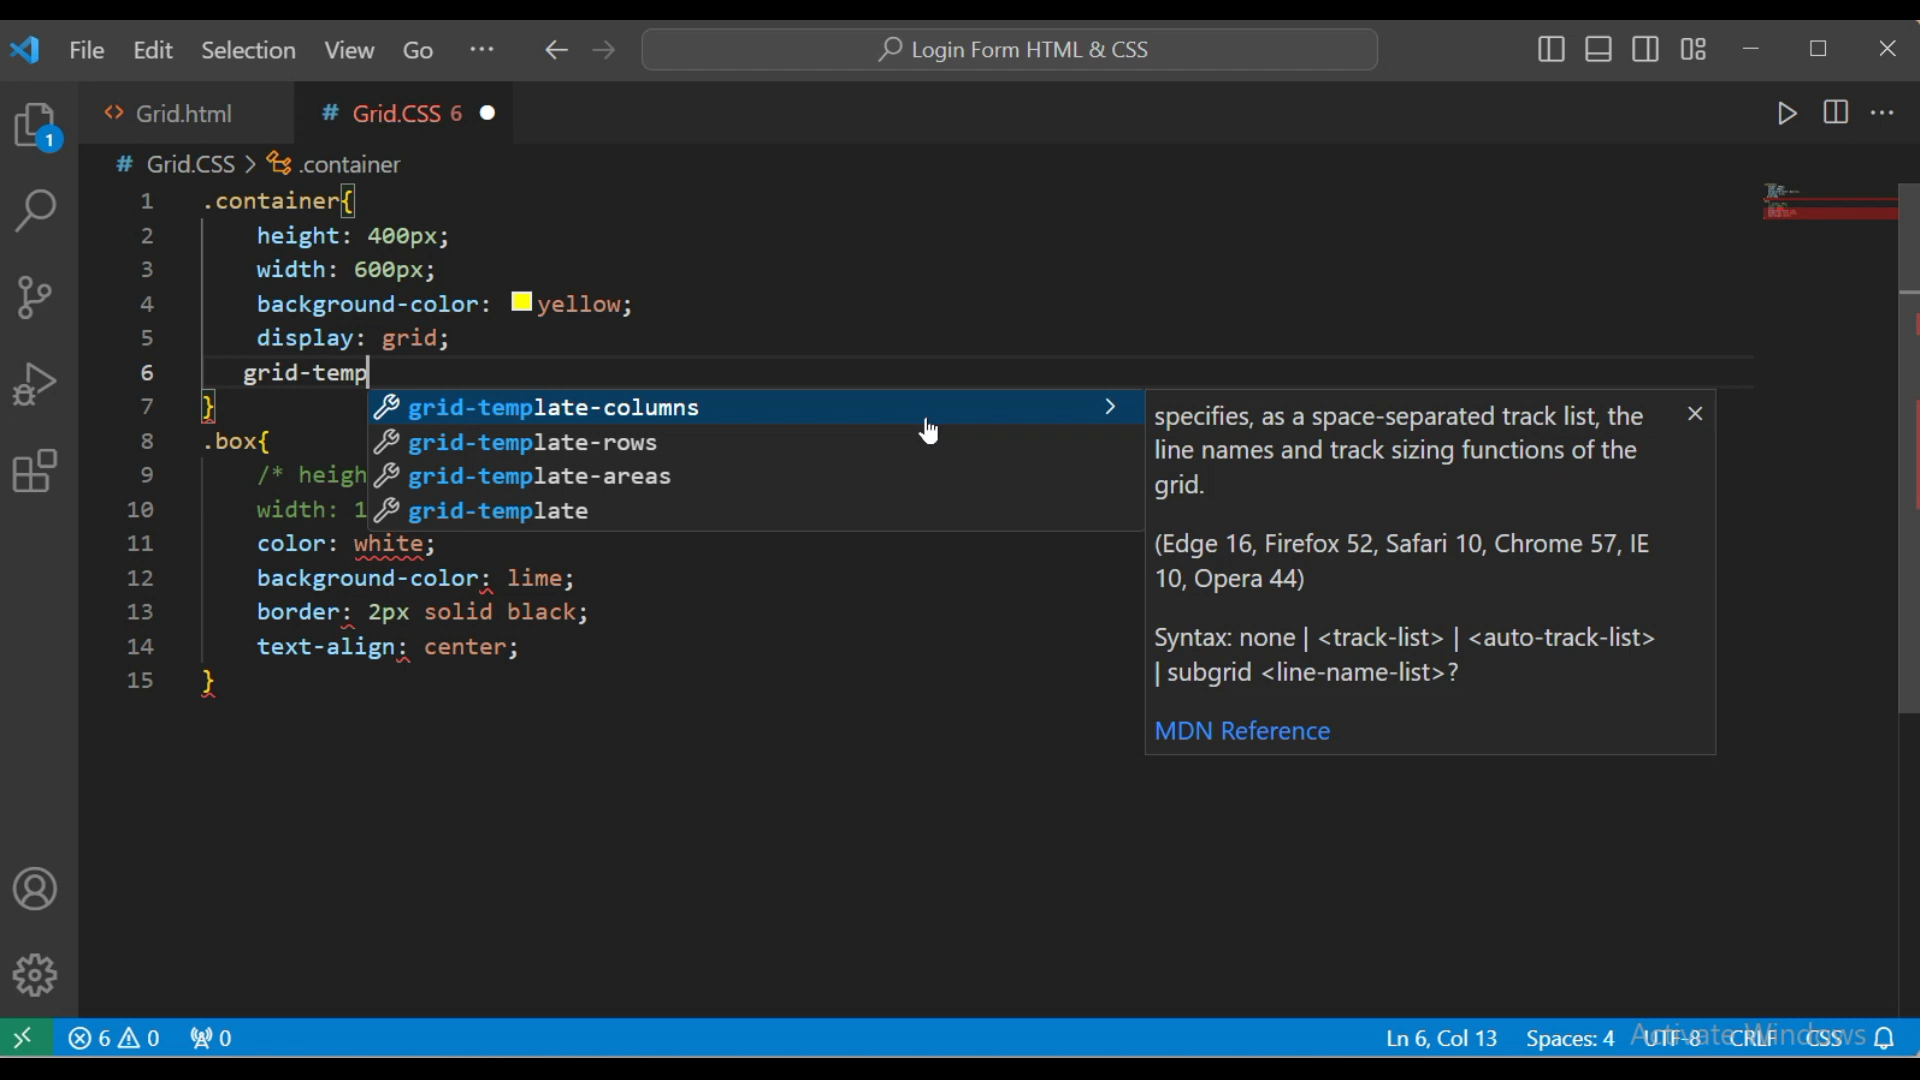 File Edit Selection View Go ··· Login Form HTML & CSS
1
<> Grid.html # Grid.CSS 6
# Grid.CSS > .container
1 .container{
2 height: 400px;
3 width: 600px;
4 background-color: yellow;
5 display: grid;
6 grid-temp
7 }
8 .box{
9 /* heigh
10 width: 1
11 color: white;
12 background-color: lime;
13 border: 2px solid black;
14 text-align: center;
15 }
grid-template-columns
grid-template-rows
grid-template-areas
grid-template
specifies, as a space-separated track list, the
line names and track sizing functions of the
grid.
(Edge 16, Firefox 52, Safari 10, Chrome 57, IE
10, Opera 44)
Syntax: none | <track-list> | <auto-track-list>
| subgrid <line-name-list>?
MDN Reference
6 0 0 Ln 6, Col 13 Spaces: 4 UTF-8 CRLF CSS
Activate Windows